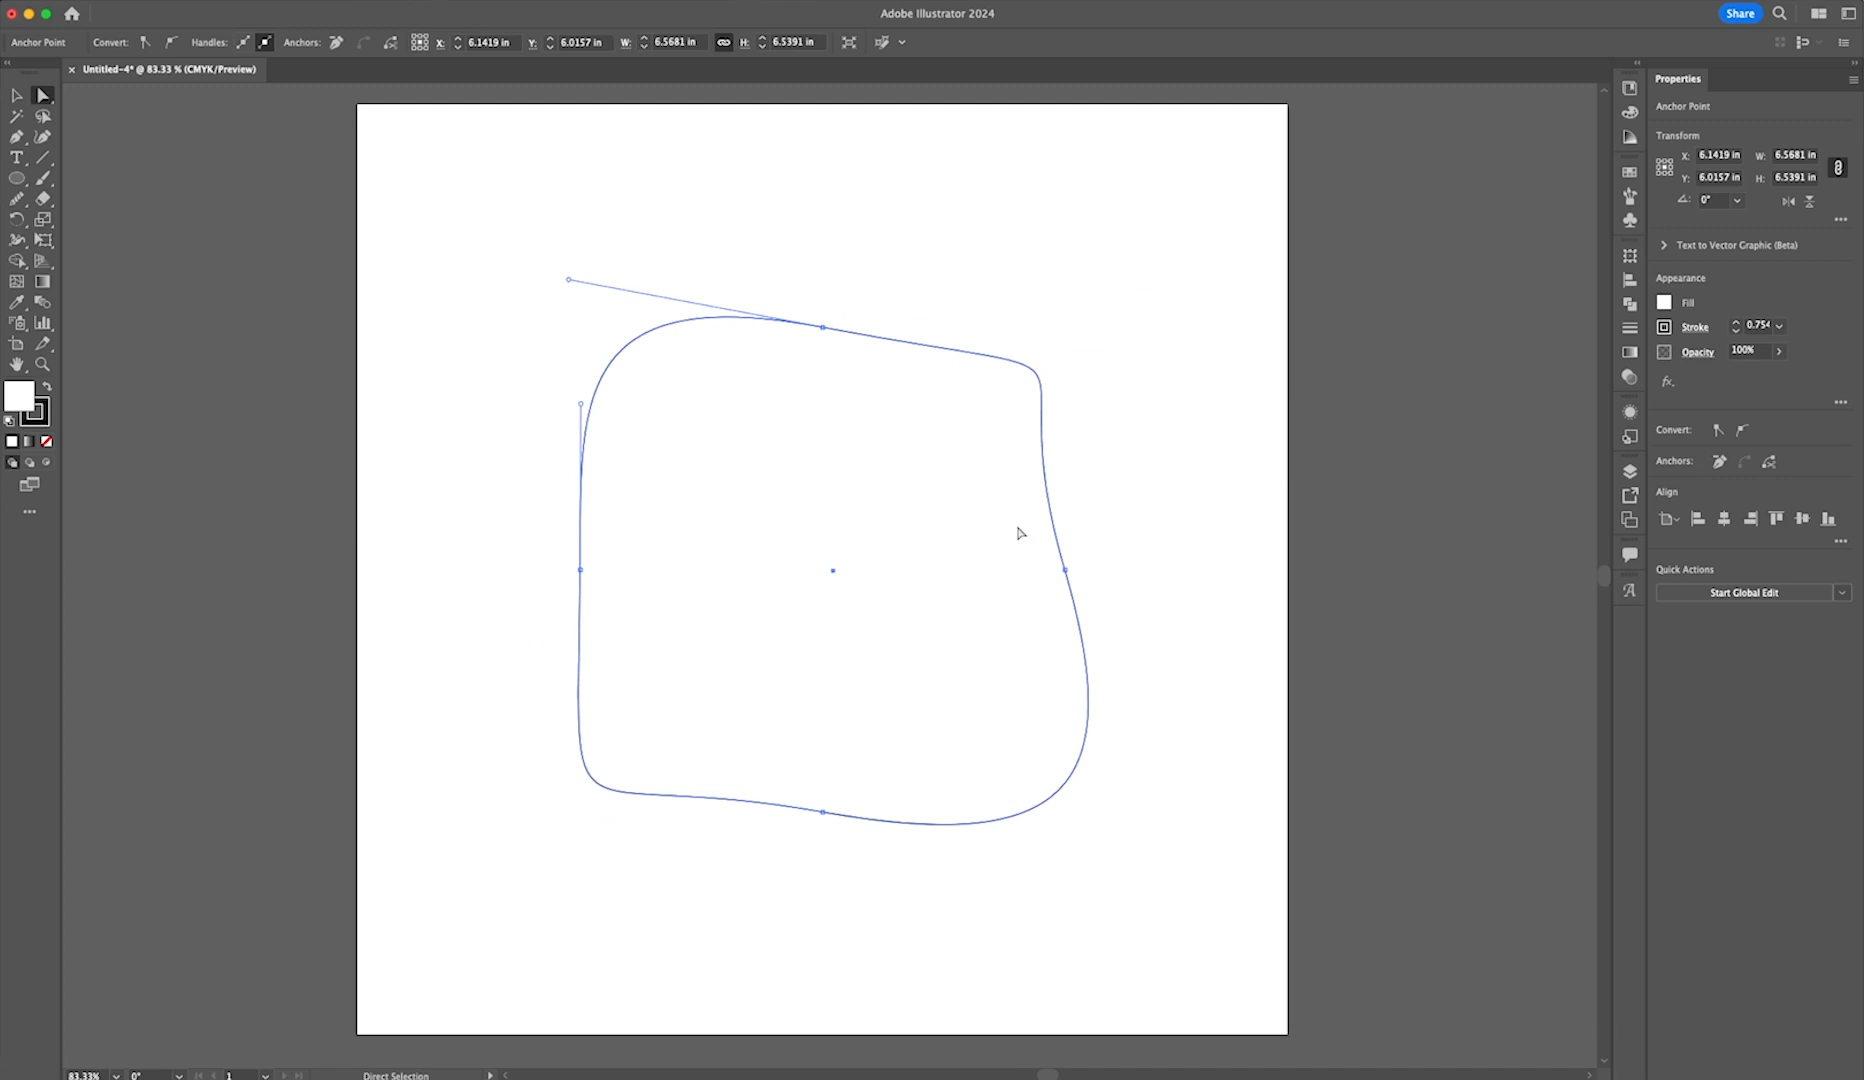 Adobe Illustrator 2024
Share
Anchor Point Convert: Handles: Anchors: X: 6.1419 in Y: 6.0157 in W: 6.5681 in H: 6.5391 in
Untitled-4* @ 83.33 % (CMYK/Preview)
Properties
Anchor Point
Transform
X: 6.1419 in W: 6.5681 in
Y: 6.0157 in H: 6.5391 in
0°
Text to Vector Graphic (Beta)
Appearance
Fill
Stroke 0.754
Opacity 100%
fx.
Convert:
Anchors:
Align
Quick Actions
Start Global Edit
83.33% 0° 1 Direct Selection